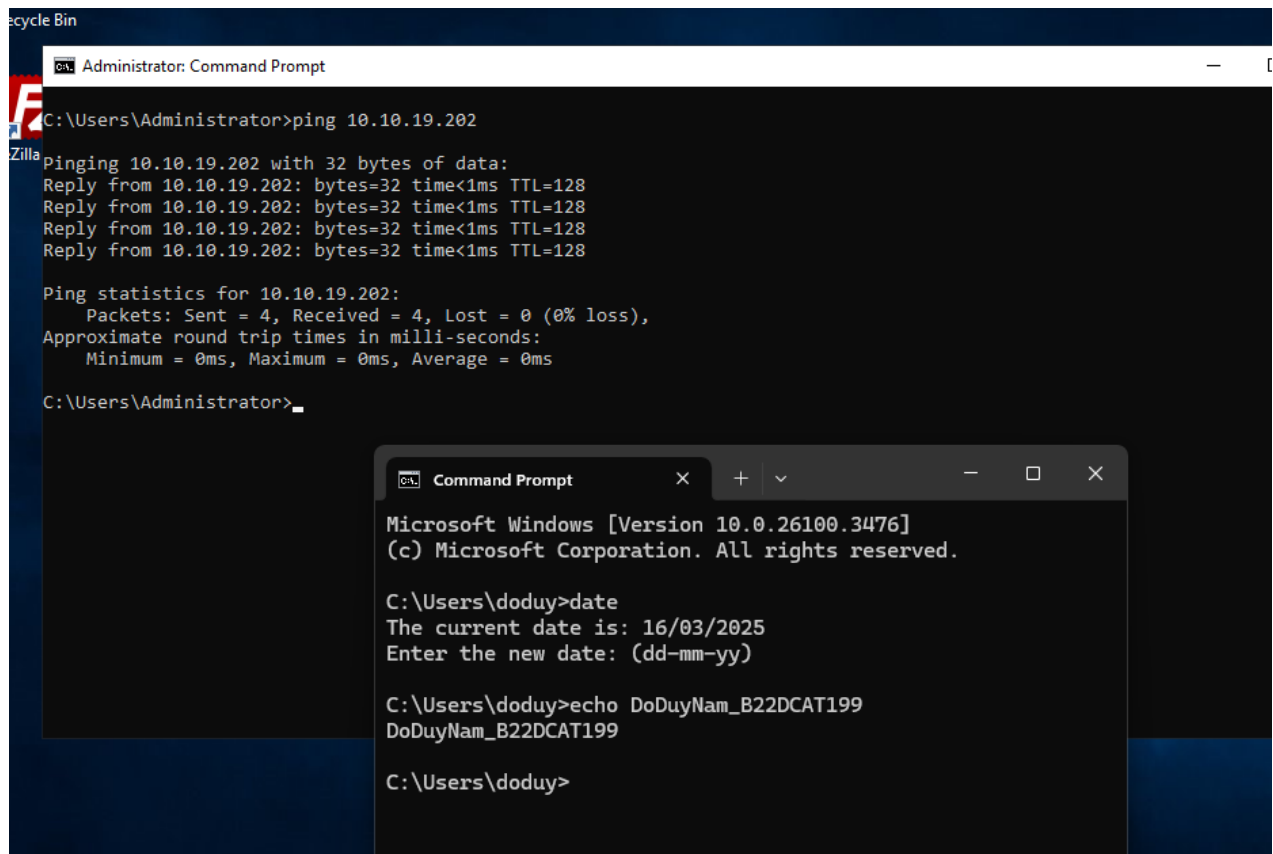 ecycle Bin
Administrator: Command Prompt
C:\Users\Administrator>ping 10.10.19.202
Zilla
Pinging 10.10.19.202 with 32 bytes of data:
Reply from 10.10.19.202: bytes=32 time<1ms TTL=128
Reply from 10.10.19.202: bytes=32 time<1ms TTL=128
Reply from 10.10.19.202: bytes=32 time<1ms TTL=128
Reply from 10.10.19.202: bytes=32 time<1ms TTL=128
Ping statistics for 10.10.19.202:
    Packets: Sent = 4, Received = 4, Lost = 0 (0% loss),
Approximate round trip times in milli-seconds:
    Minimum = 0ms, Maximum = 0ms, Average = 0ms
C:\Users\Administrator>
Command Prompt
Microsoft Windows [Version 10.0.26100.3476]
(c) Microsoft Corporation. All rights reserved.
C:\Users\doduy>date
The current date is: 16/03/2025
Enter the new date: (dd-mm-yy)
C:\Users\doduy>echo DoDuyNam_B22DCAT199
DoDuyNam_B22DCAT199
C:\Users\doduy>